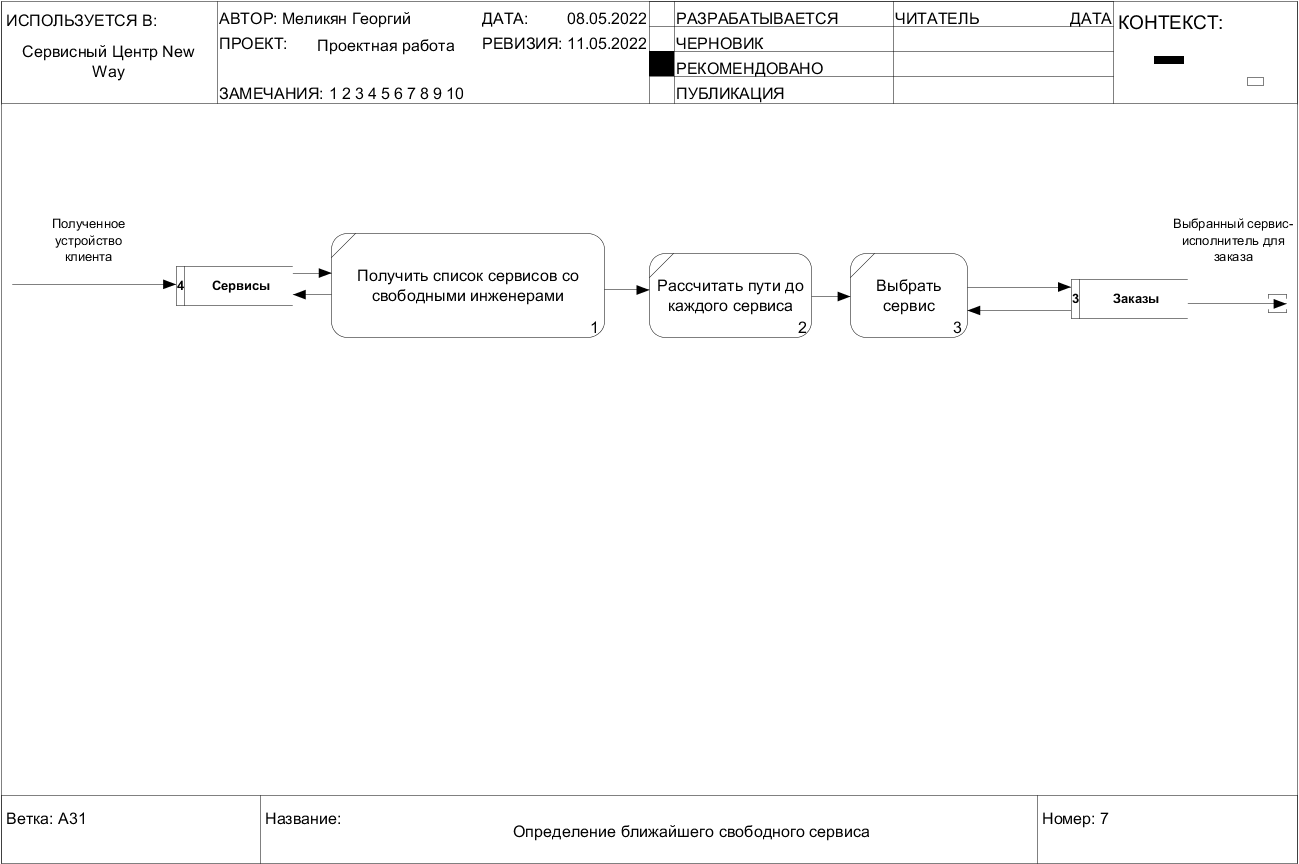 ИСПОЛЬЗУЕТСЯ В:
Сервисный Центр New
Way
АВТОР: Меликян Георгий
ДАТА: 08.05.2022
ПРОЕКТ: Проектная работа
РЕВИЗИЯ: 11.05.2022
ЗАМЕЧАНИЯ: 1 2 3 4 5 6 7 8 9 10
РАЗРАБАТЫВАЕТСЯ
ЧЕРНОВИК
РЕКОМЕНДОВАНО
ПУБЛИКАЦИЯ
ЧИТАТЕЛЬ ДАТА
КОНТЕКСТ:
Полученное
устройство
клиента
4 Сервисы
Получить список сервисов со
свободными инженерами
1
Рассчитать пути до
каждого сервиса
2
Выбрать
сервис
3
3 Заказы
Выбранный сервис-
исполнитель для
заказа
Ветка: A31
Название:
Определение ближайшего свободного сервиса
Номер: 7